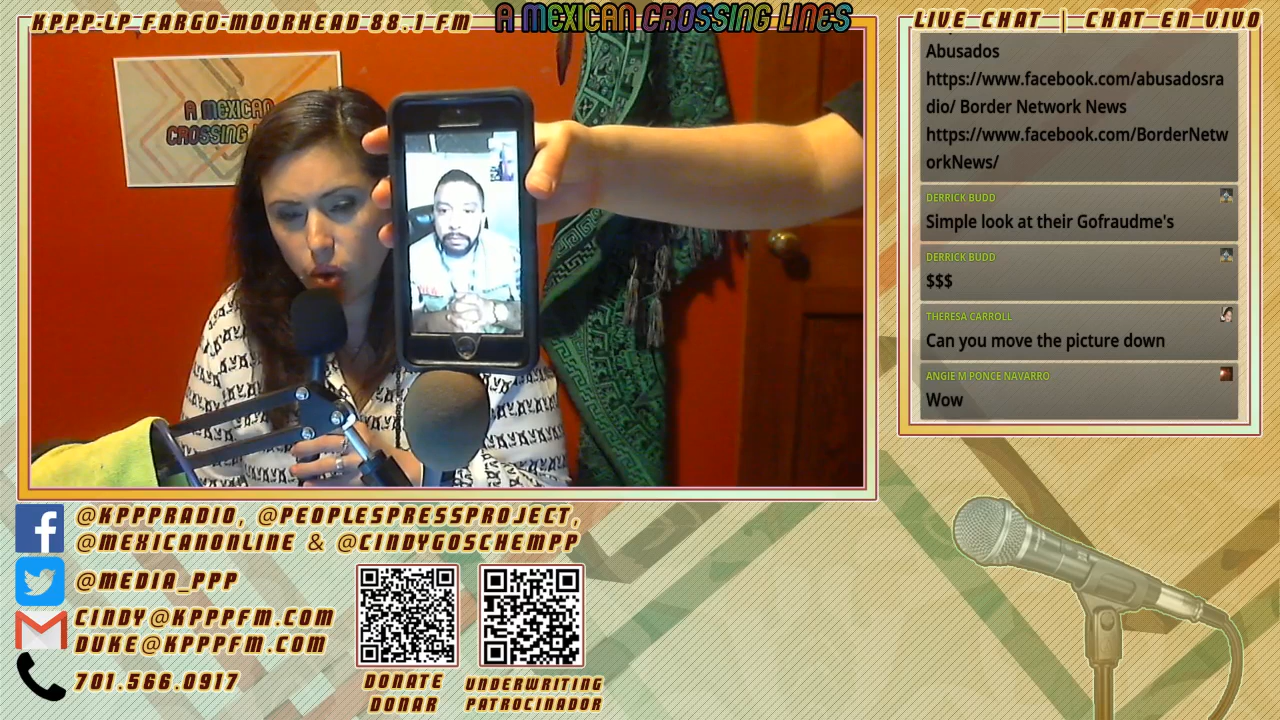 KPPP-LP FARGO-MOORHEAD 88.1 FM
A MEXICAN CROSSING LINES
LIVE CHAT | CHAT EN VIVO
A MEXICAN
CROSSING
Abusados
https://www.facebook.com/abusadosra
dio/ Border Network News
https://www.facebook.com/BorderNetw
orkNews/
DERRICK BUDD
Simple look at their Gofraudme's
DERRICK BUDD
$$$
THERESA CARROLL
Can you move the picture down
ANGIE M PONCE NAVARRO
Wow
@KPPPRADIO, @PEOPLESPRESSPROJECT,
@MEXICANONLINE & @CINDYGOSCHEMPP
@MEDIA_PPP
CINDY@KPPPFM.COM
DUKE@KPPPFM.COM
701.566.0917
DONATE
DONAR
UNDERWRITING
PATROCINADOR